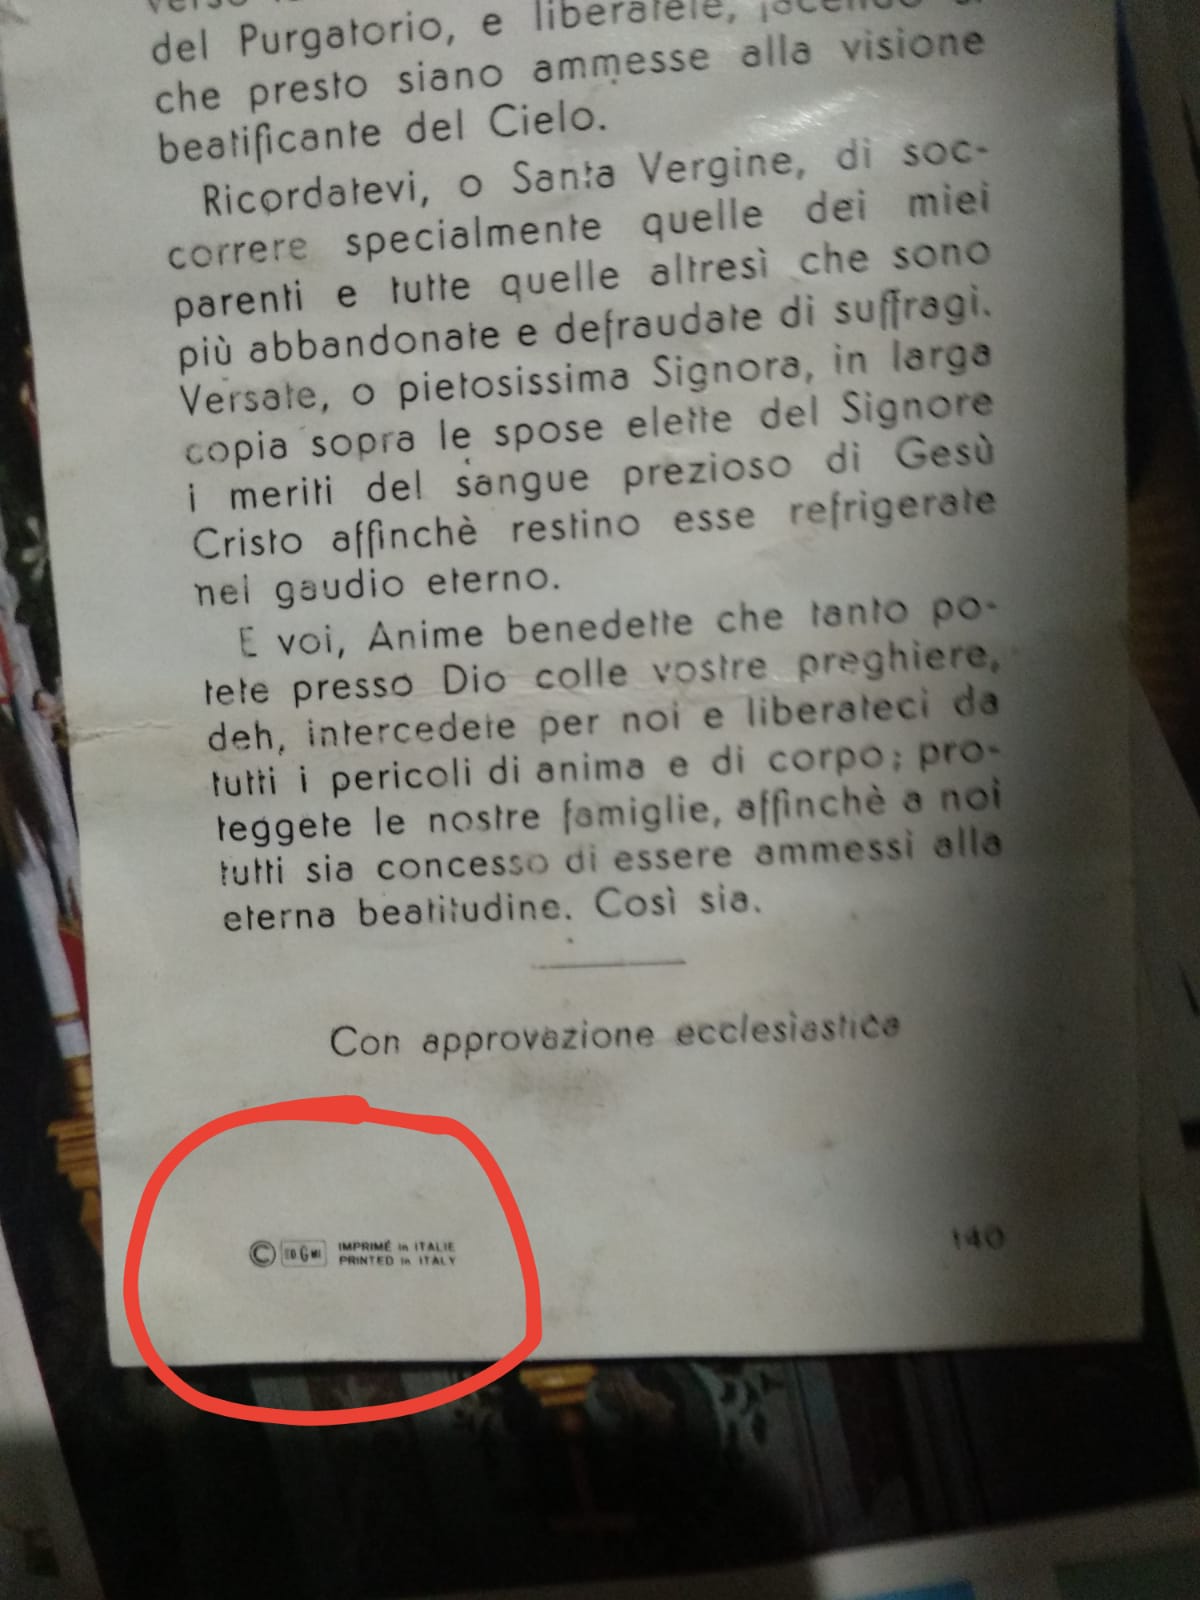 del Purgatorio, e liberatele,
che presto siano ammesse alla visione
beatificante del Cielo.
Ricordatevi, o Santa Vergine, di soc-
correre specialmente quelle dei miei
parenti e tutte quelle altresì che sono
più abbandonate e defraudate di suffragi.
Versate, o pietosissima Signora, in larga
copia sopra le spose elette del Signore
i meriti del sangue prezioso di Gesù
Cristo affinchè restino esse refrigerate
nel gaudio eterno.
E voi, Anime benedette che tanto po-
tete presso Dio colle vostre preghiere,
deh, intercedete per noi e liberateci da
tutti i pericoli di anima e di corpo; pro-
teggete le nostre famiglie, affinchè a noi
tutti sia concesso di essere ammessi alla
eterna beatitudine. Così sia.
Con approvazione ecclesiastica
© IMPRIMÉ in ITALIE
PRINTED in ITALY
140